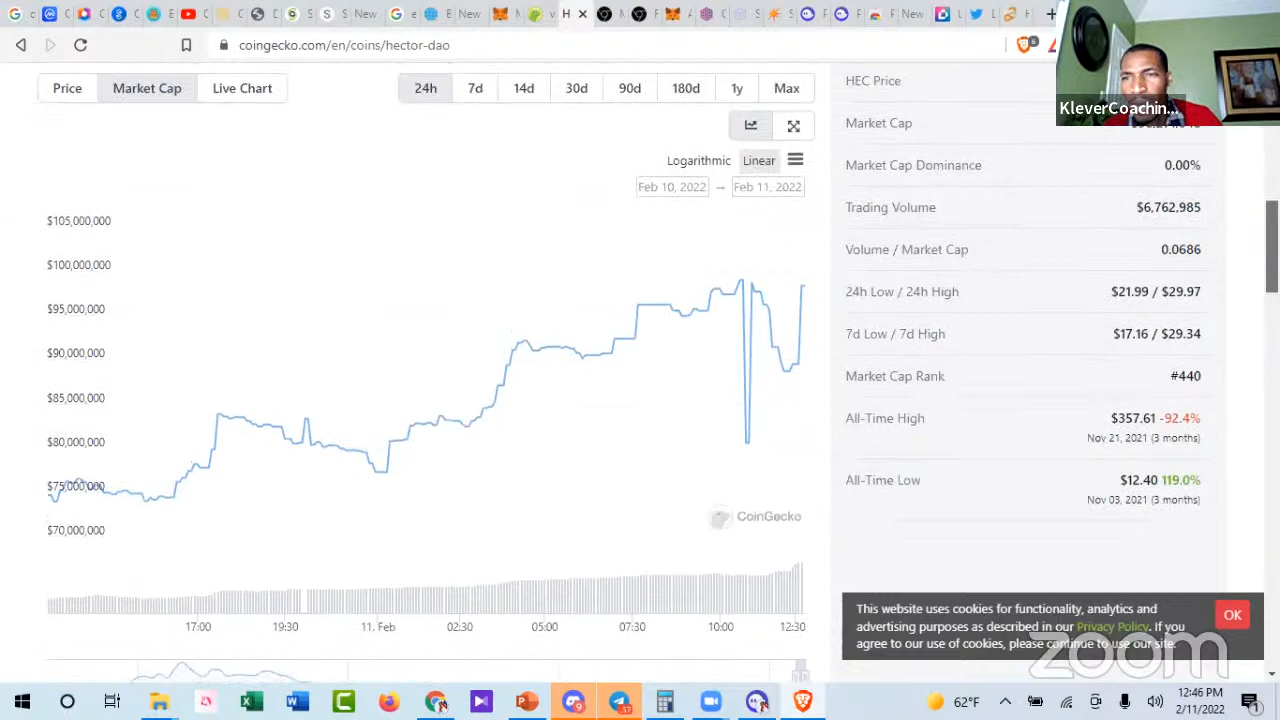 New
S
New
New
H
New
coingecko.com/en/coins/hector-dao
6
KleverCoachin...
Price
Market Cap
Live Chart
24h
7d
14d
30d
90d
180d
1y
Max
Logarithmic
Linear
Feb 10, 2022 → Feb 11, 2022
$105,000,000
$100,000,000
$95,000,000
$90,000,000
$85,000,000
$80,000,000
$75,000,000
$70,000,000
CoinGecko
17:00
19:30
11. Feb
02:30
05:00
07:30
10:00
12:30
HEC Price
Market Cap
Market Cap Dominance
0.00%
Trading Volume
$6,762,985
Volume / Market Cap
0.0686
24h Low / 24h High
$21.99 / $29.97
7d Low / 7d High
$17.16 / $29.34
Market Cap Rank
#440
All-Time High
$357.61 -92.4%
Nov 21, 2021 (3 months)
All-Time Low
$12.40 119.0%
Nov 03, 2021 (3 months)
This website uses cookies for functionality, analytics and
advertising purposes as described in our Privacy Policy. If you
agree to our use of cookies, please continue to use our site.
OK
zoom
62°F
12:46 PM
2/11/2022